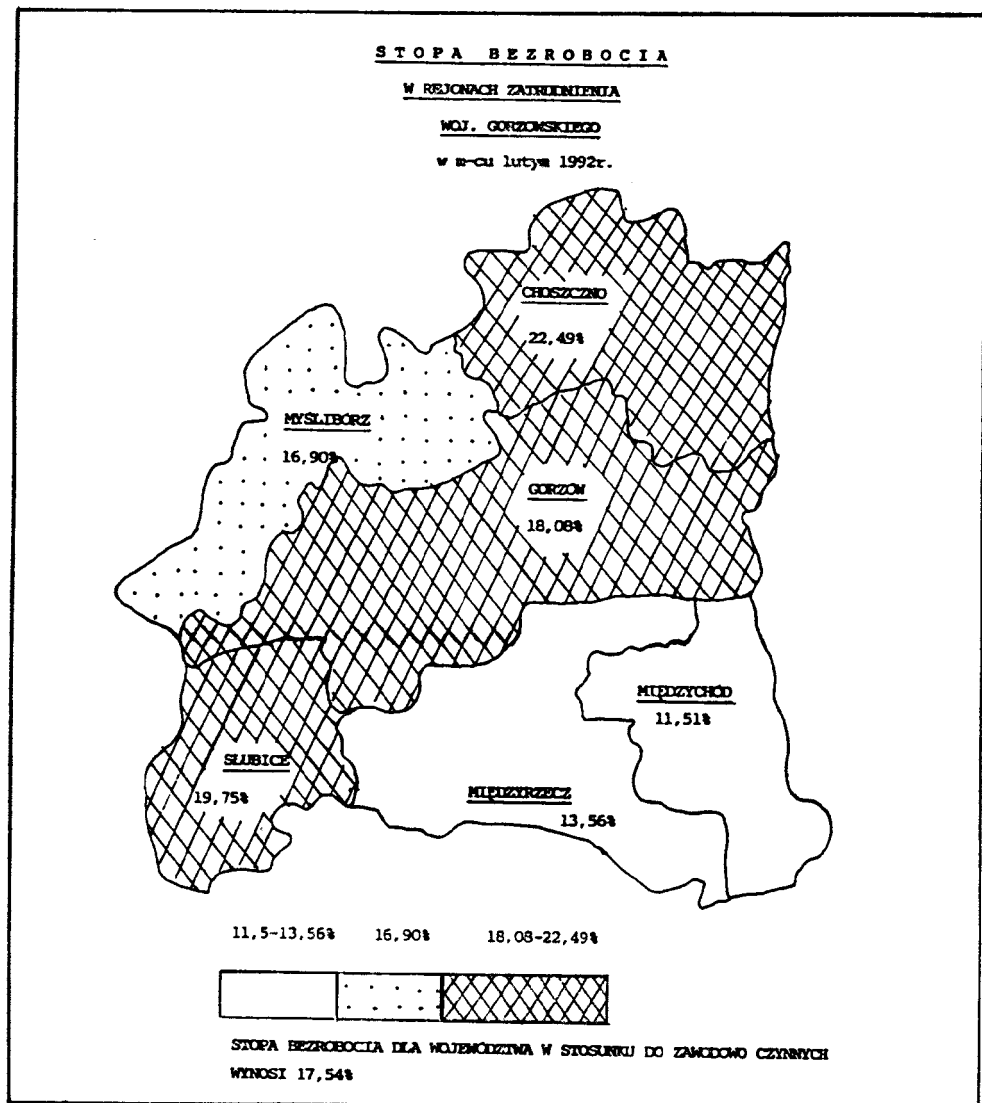 STOPA BEZROBOCIA
W REJONACH ZATRUDNIENIA
WOJ. GORZOWSKIEGO
w m-cu lutym 1992r.
CHOSZCZNO
22,49%
MYŚLIBÓRZ
16,90%
GORZÓW
18,08%
MIĘDZYCHÓD
11,51%
SŁUBICE
19,75%
MIĘDZYRZECZ
13,56%
11,5-13,56% 16,90% 18,08-22,49%
STOPA BEZROBOCIA DLA WOJEWÓDZTWA W STOSUNKU DO ZAWODOWO CZYNNYCH
WYNOSI 17,54%